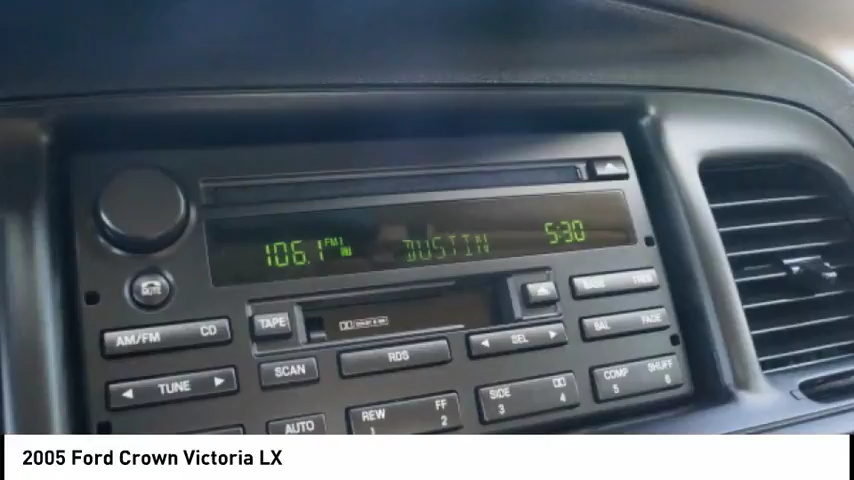 106.1 FM1
DUSTIN
5:30
MUTE
BASS TREB
TAPE
AM/FM CD
BAL FADE
SEL
RDS
SCAN
TUNE
COMP SHUFF
5 6
SIDE
3 4
REW FF
1 2
AUTO
2005 Ford Crown Victoria LX